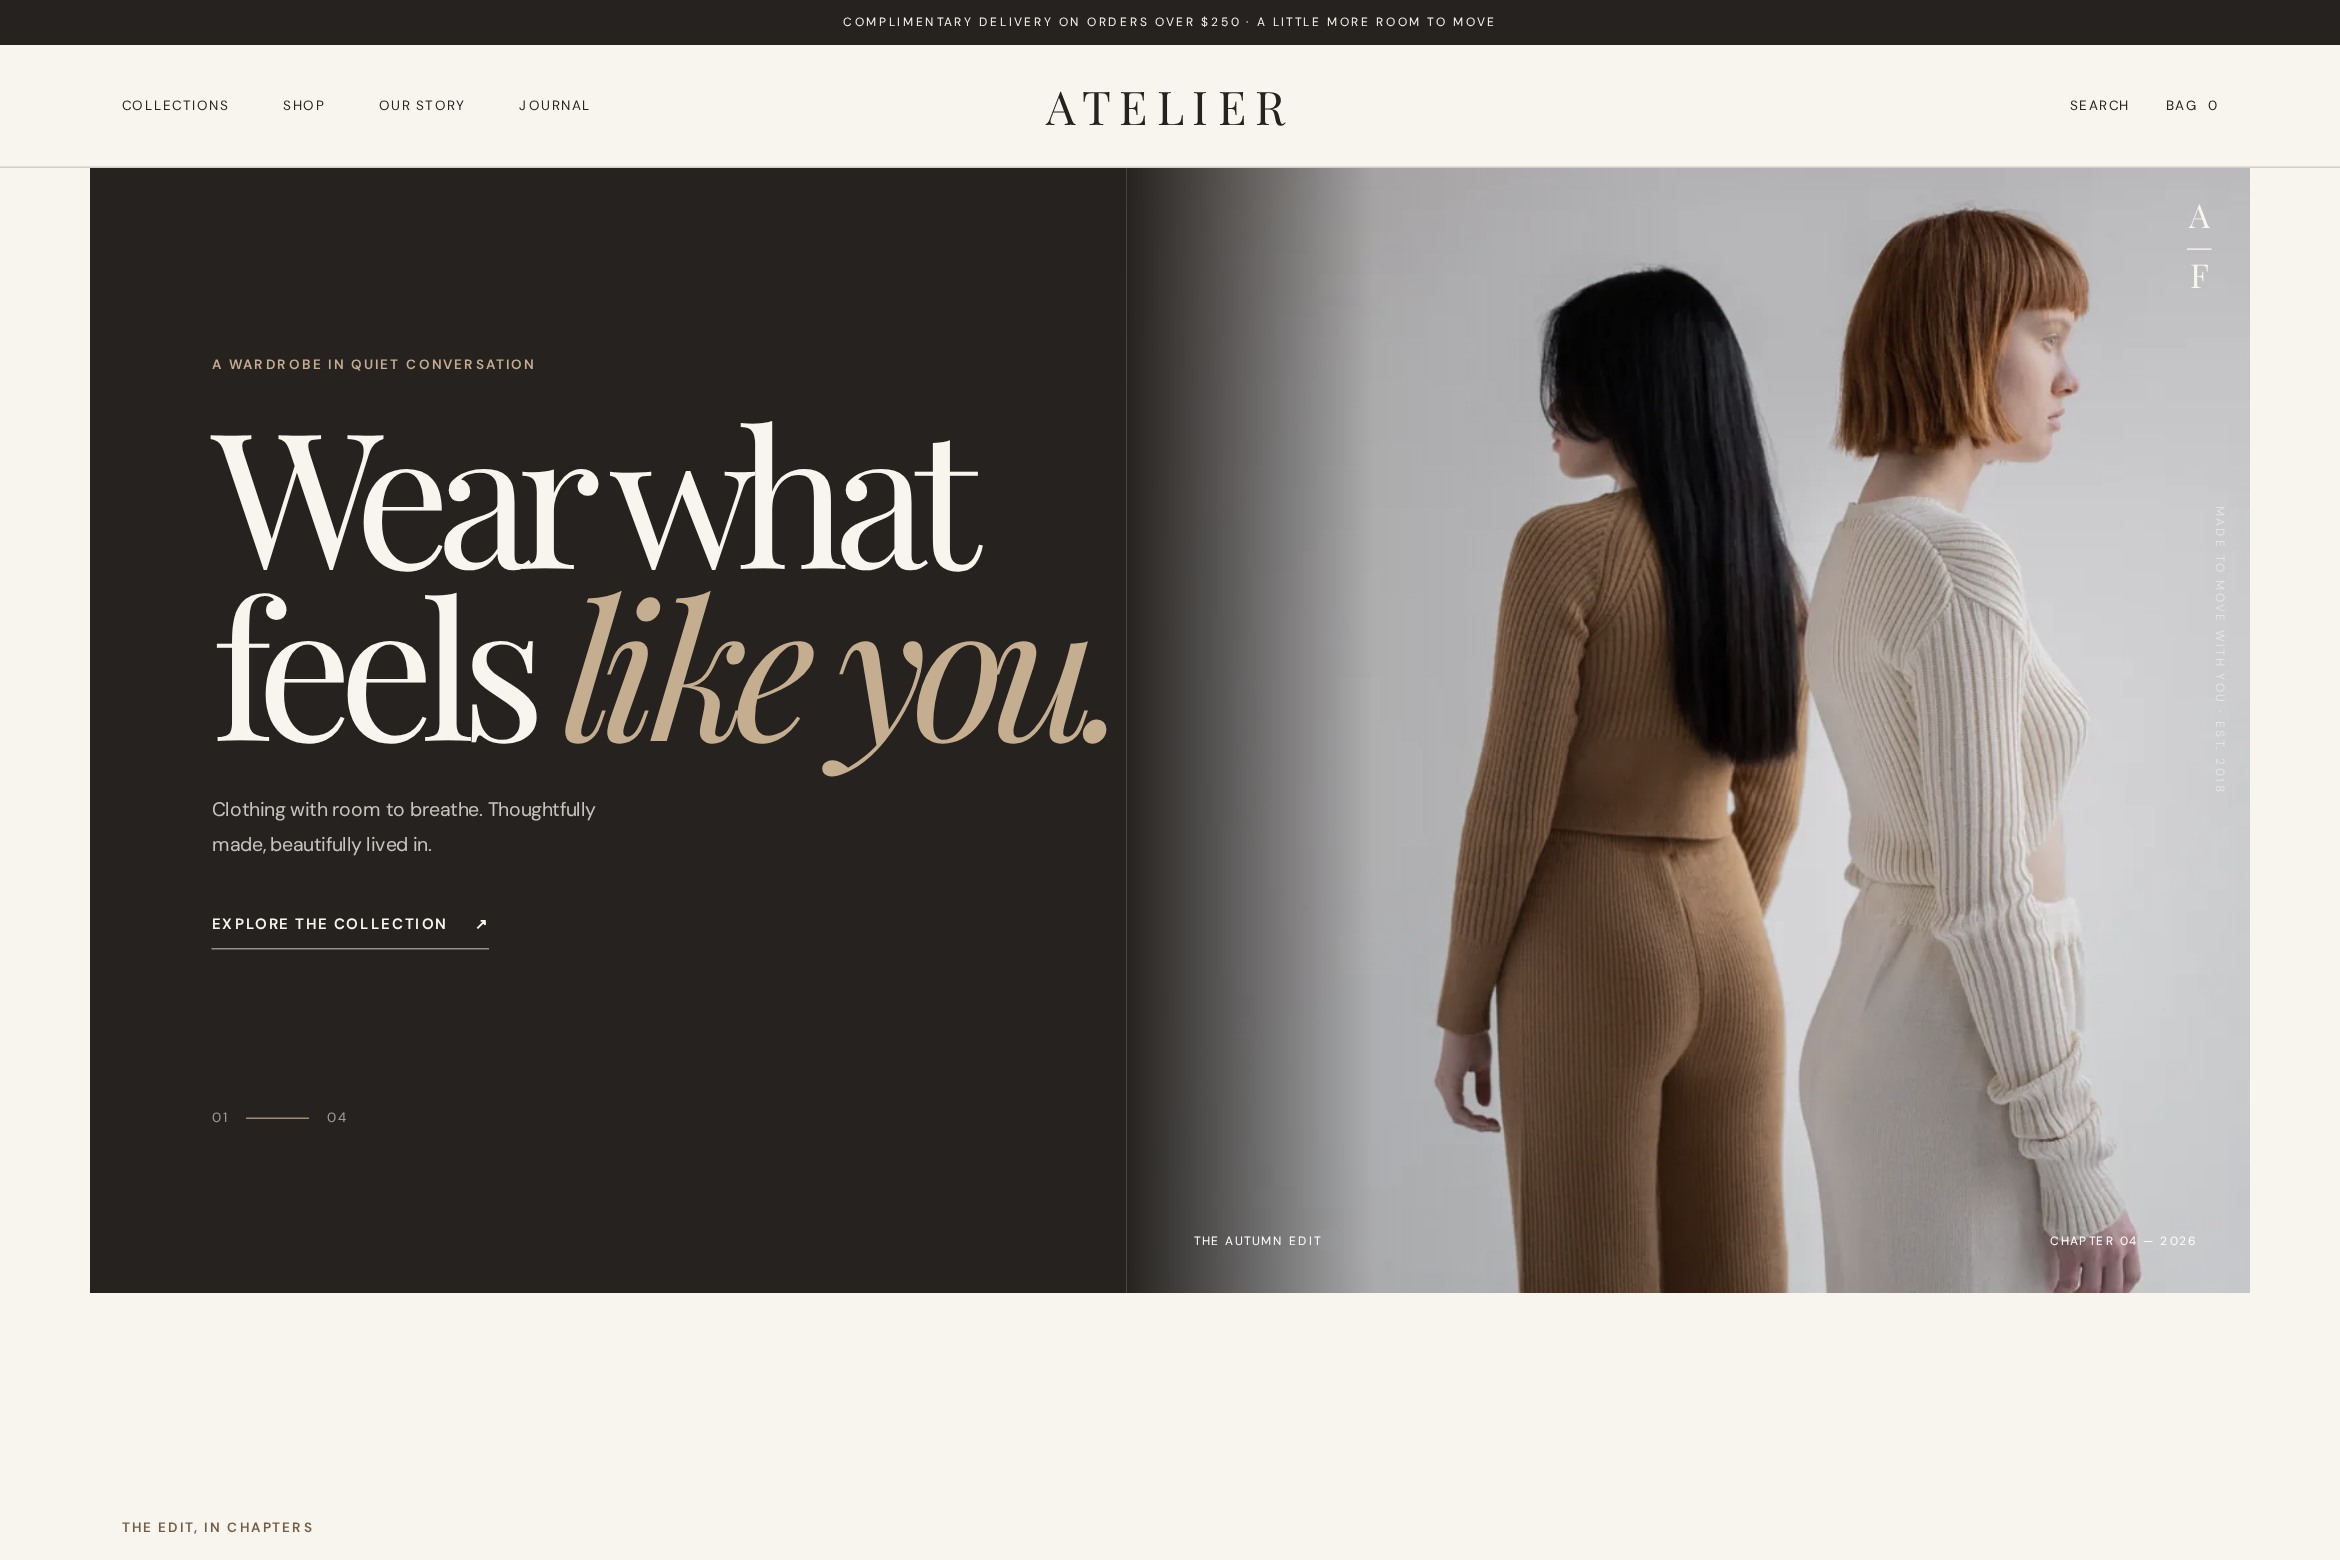 COMPLIMENTARY DELIVERY ON ORDERS OVER $250 · A LITTLE MORE ROOM TO MOVE
COLLECTIONS SHOP OUR STORY JOURNAL
ATELIER
SEARCH BAG 0
A WARDROBE IN QUIET CONVERSATION
Wear what
feels like you.
Clothing with room to breathe. Thoughtfully
made, beautifully lived in.
EXPLORE THE COLLECTION ↗
01 — 04
A
F
MADE TO MOVE WITH YOU · EST. 2018
THE AUTUMN EDIT
CHAPTER 04 — 2026
THE EDIT, IN CHAPTERS